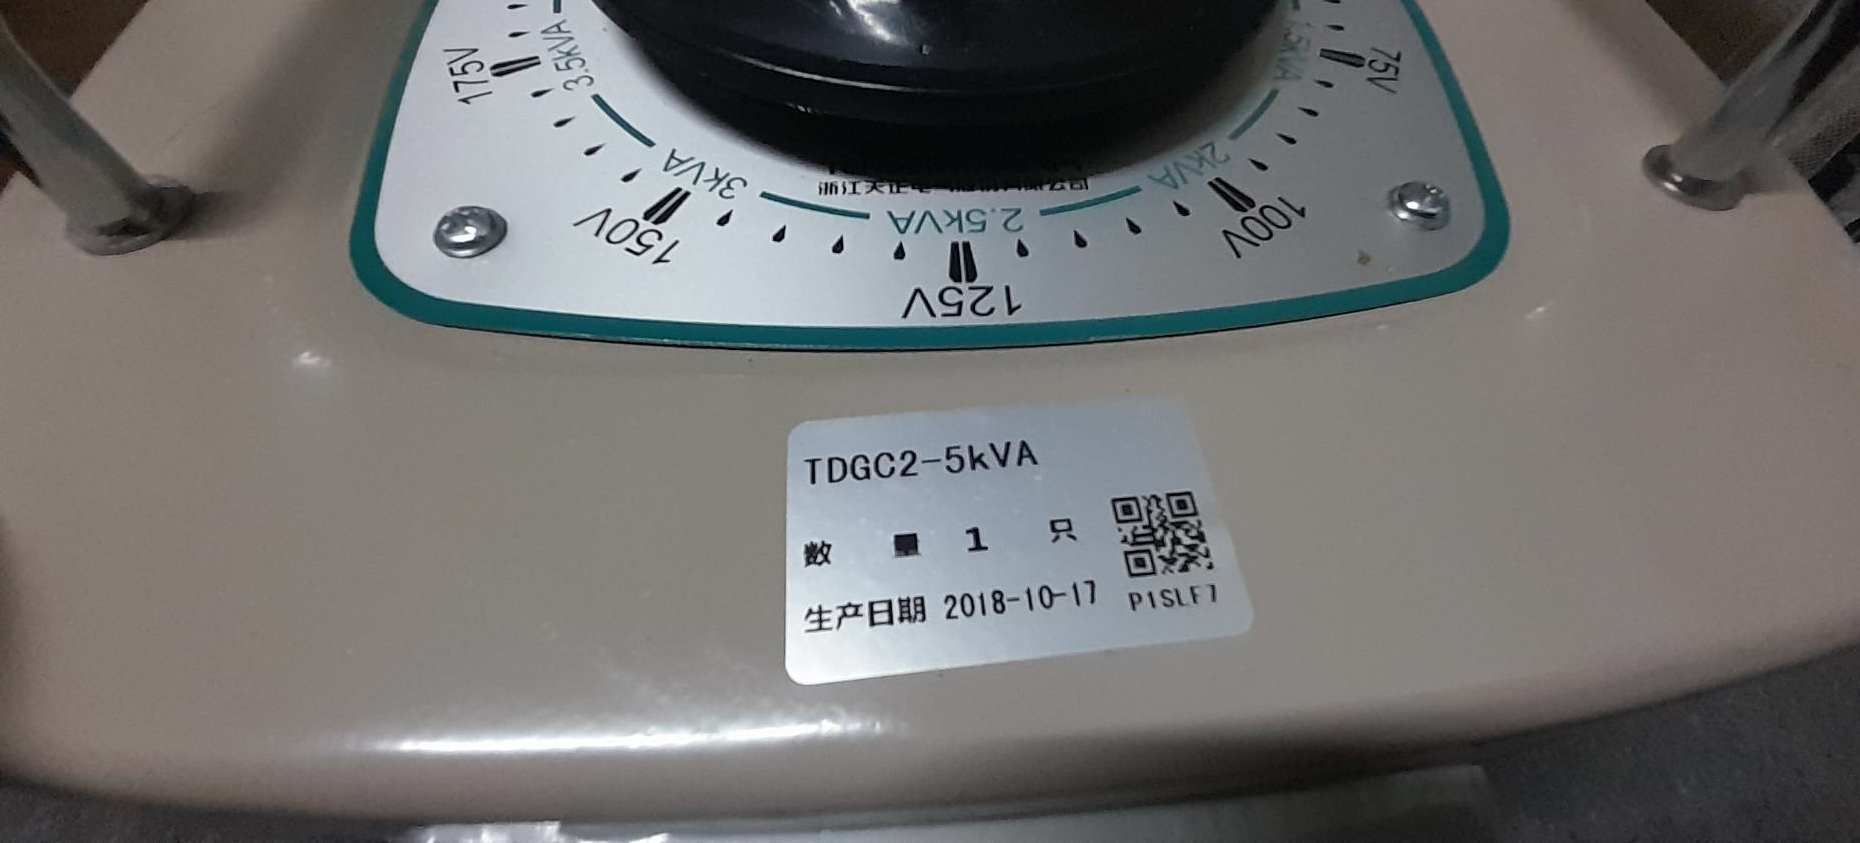 175V
3.5kVA
1.5kVA
75V
3kVA
2kVA
150V
2.5kVA
100V
125V
TDGC2-5kVA
数 量 1 只
生产日期 2018-10-17
P1SLF7